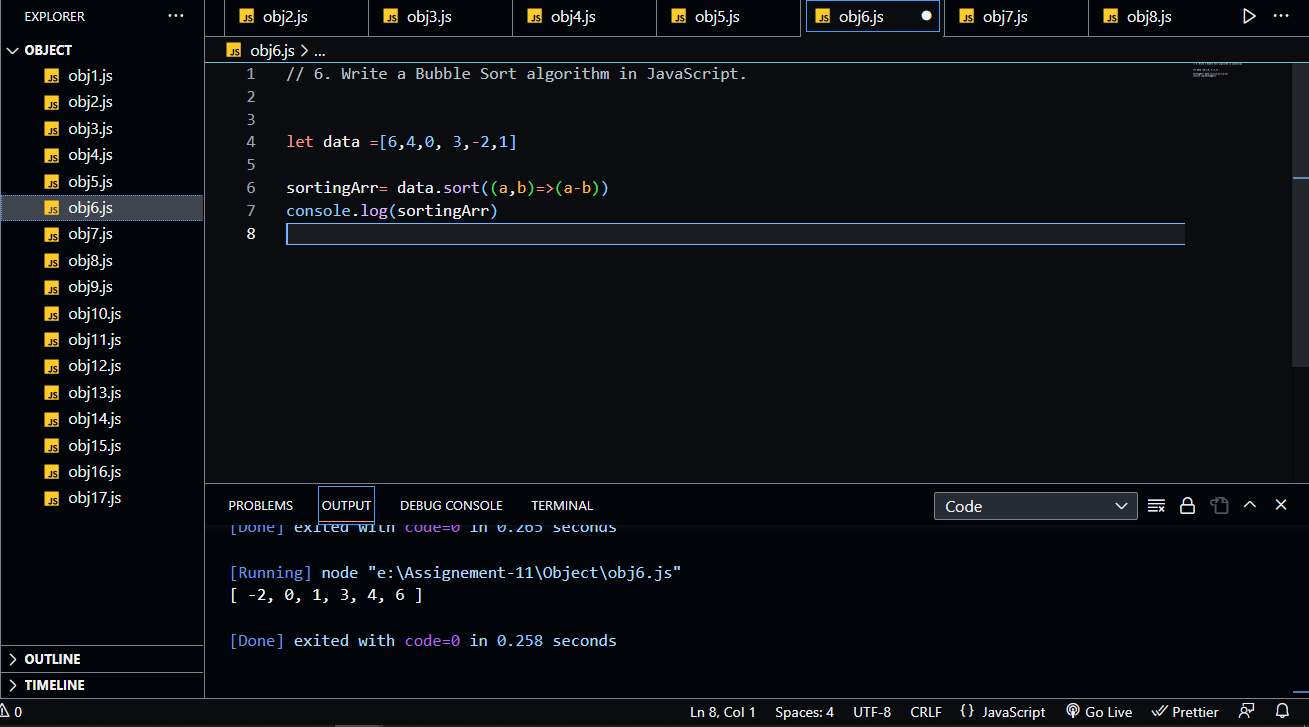 EXPLORER ···
OBJECT
JS obj1.js
JS obj2.js
JS obj3.js
JS obj4.js
JS obj5.js
JS obj6.js
JS obj7.js
JS obj8.js
JS obj9.js
JS obj10.js
JS obj11.js
JS obj12.js
JS obj13.js
JS obj14.js
JS obj15.js
JS obj16.js
JS obj17.js
OUTLINE
TIMELINE
JS obj2.js JS obj3.js JS obj4.js JS obj5.js JS obj6.js JS obj7.js JS obj8.js ···
JS obj6.js > ...
1 // 6. Write a Bubble Sort algorithm in JavaScript.
2
3
4 let data =[6,4,0, 3,-2,1]
5
6 sortingArr= data.sort((a,b)=>(a-b))
7 console.log(sortingArr)
8
PROBLEMS OUTPUT DEBUG CONSOLE TERMINAL Code
[Done] exited with code=0 in 0.265 seconds
[Running] node "e:\Assignement-11\Object\obj6.js"
[ -2, 0, 1, 3, 4, 6 ]
[Done] exited with code=0 in 0.258 seconds
0 Ln 8, Col 1 Spaces: 4 UTF-8 CRLF {} JavaScript Go Live Prettier